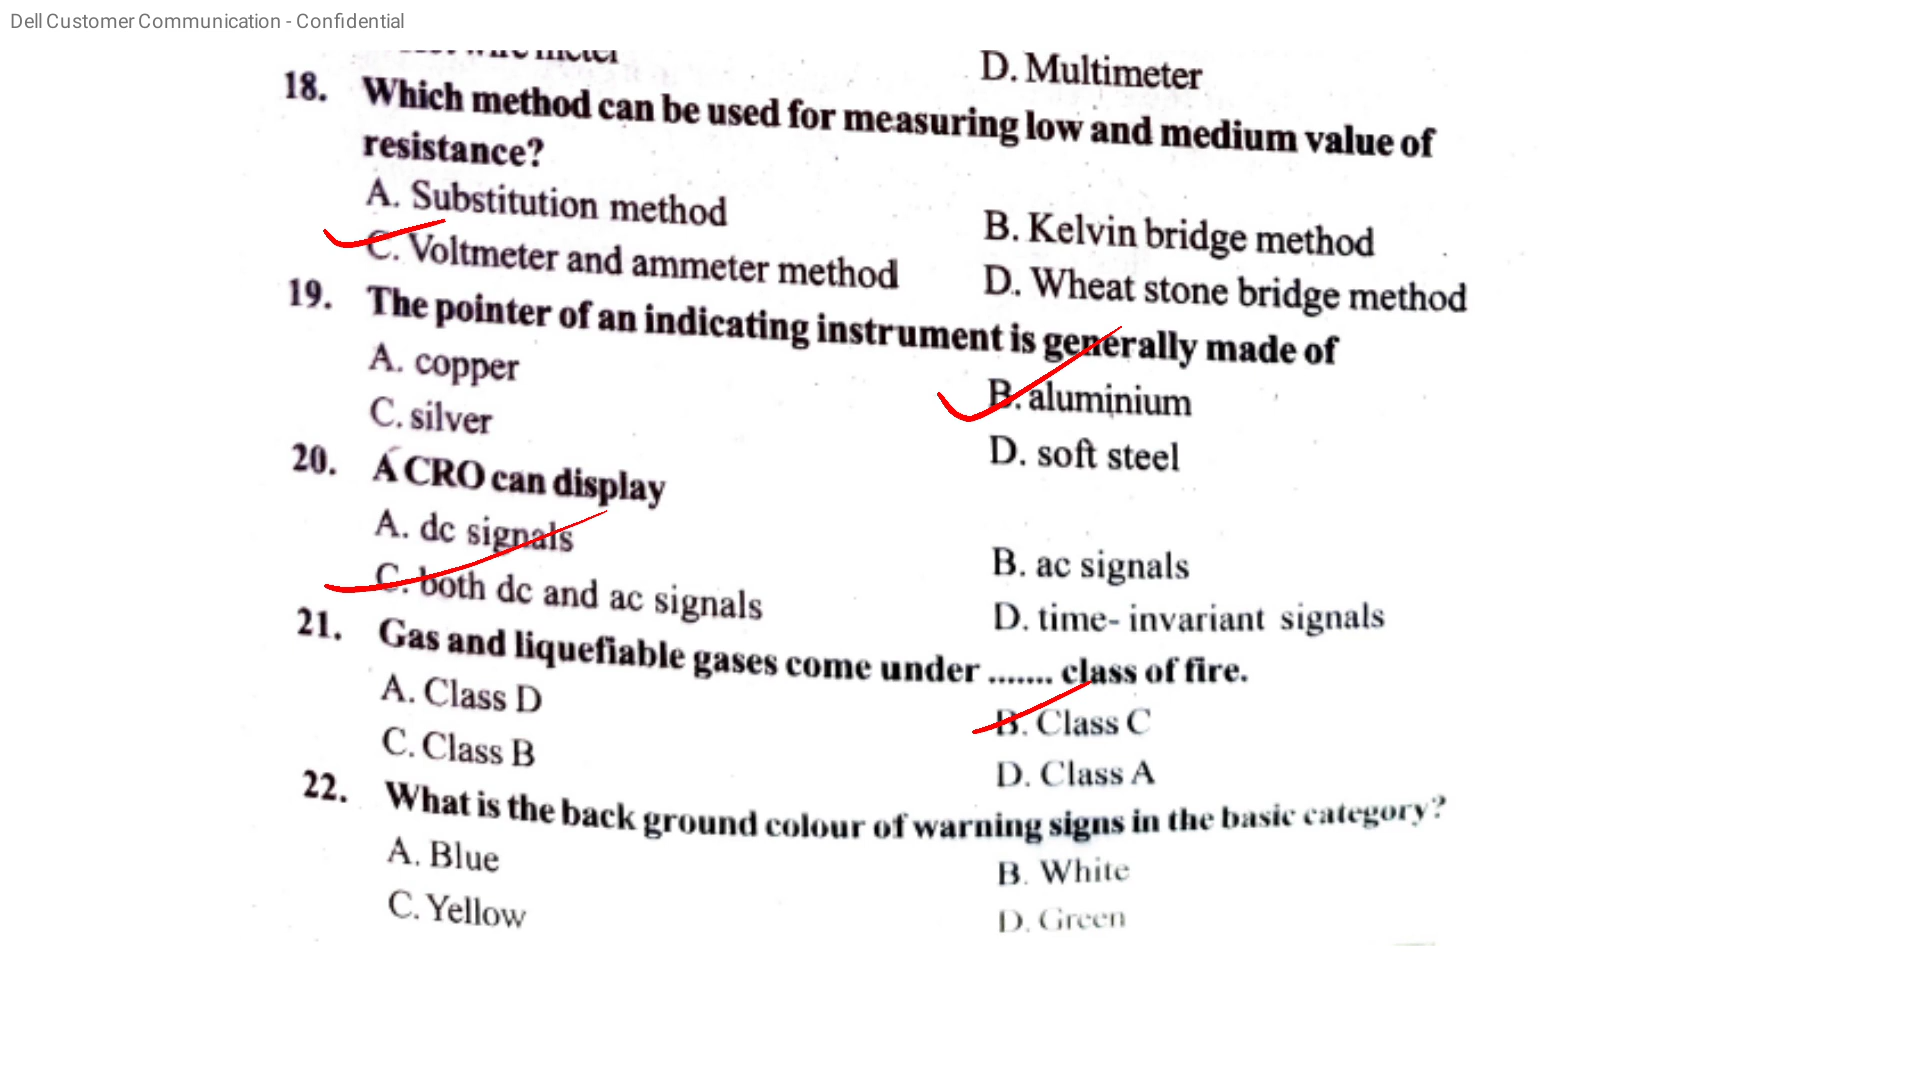 Dell Customer Communication - Confidential
D. Multimeter
18. Which method can be used for measuring low and medium value of
resistance?
A. Substitution method
B. Kelvin bridge method
C. Voltmeter and ammeter method
D. Wheat stone bridge method
19. The pointer of an indicating instrument is generally made of
A. copper
B. aluminium
C. silver
D. soft steel
20. A CRO can display
A. dc signals
B. ac signals
C. both dc and ac signals
D. time- invariant signals
21. Gas and liquefiable gases come under ....... class of fire.
A. Class D
B. Class C
C. Class B
D. Class A
22. What is the back ground colour of warning signs in the basic category?
A. Blue
B. White
C. Yellow
D. Green